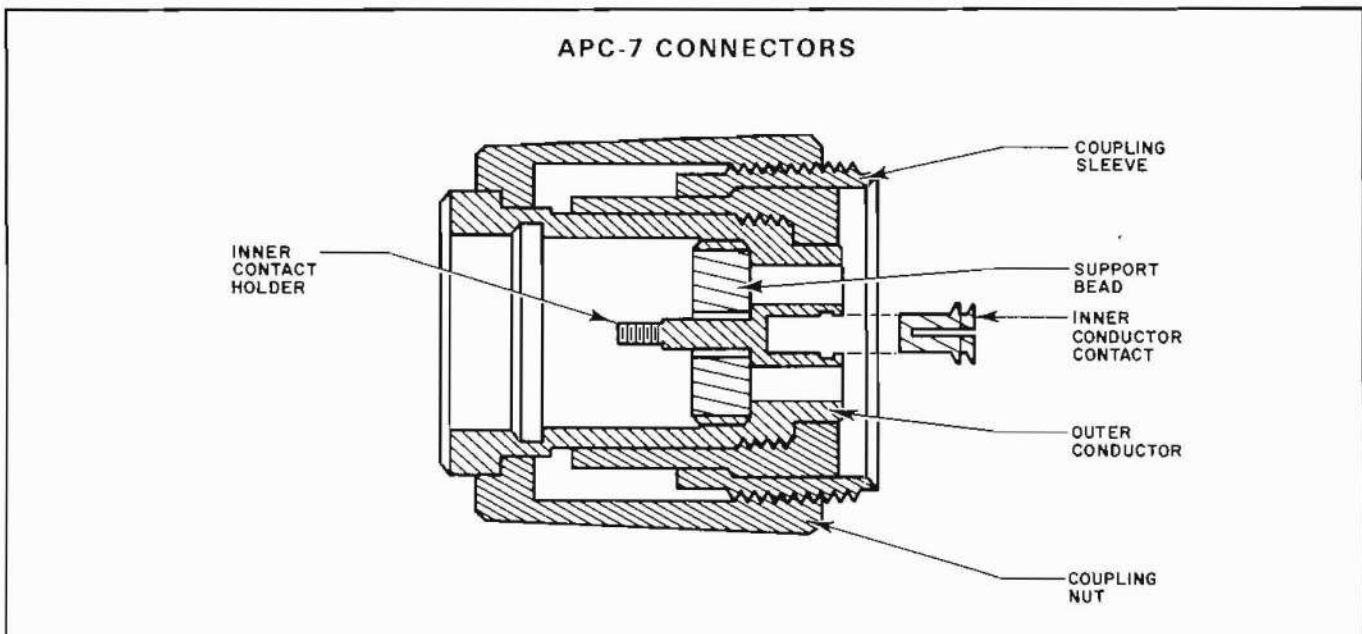 APC-7 CONNECTORS
COUPLING
SLEEVE
INNER
CONTACT
HOLDER
SUPPORT
BEAD
INNER
CONDUCTOR
CONTACT
OUTER
CONDUCTOR
COUPLING
NUT